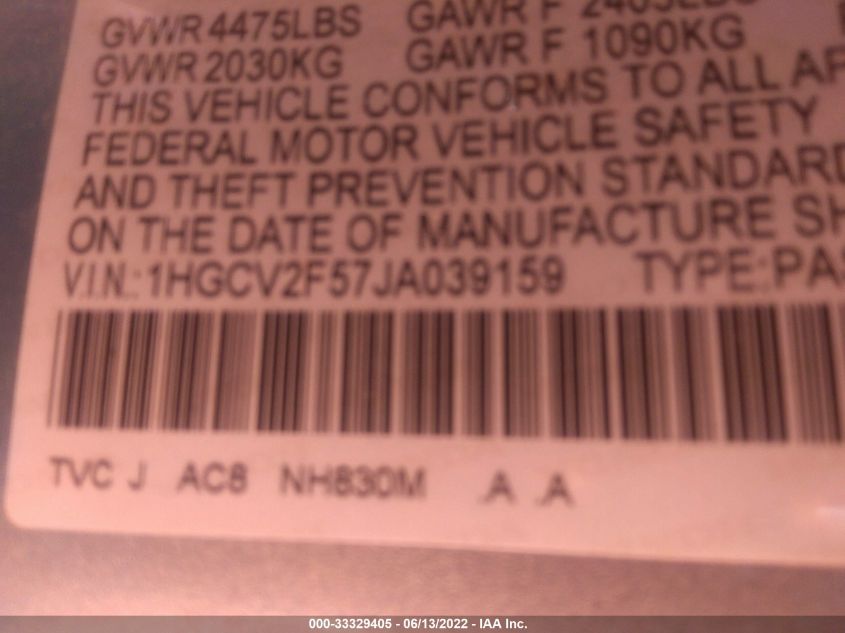 GVWR 4475LBS GAWR F 2405LBS
GVWR 2030KG GAWR F 1090KG
THIS VEHICLE CONFORMS TO ALL AP
FEDERAL MOTOR VEHICLE SAFETY
AND THEFT PREVENTION STANDARD
ON THE DATE OF MANUFACTURE SH
V.I.N.: 1HGCV2F57JA039159 TYPE:PAS
TVC J AC8 NH830M .A .A
000-33329405 - 06/13/2022 - IAA Inc.